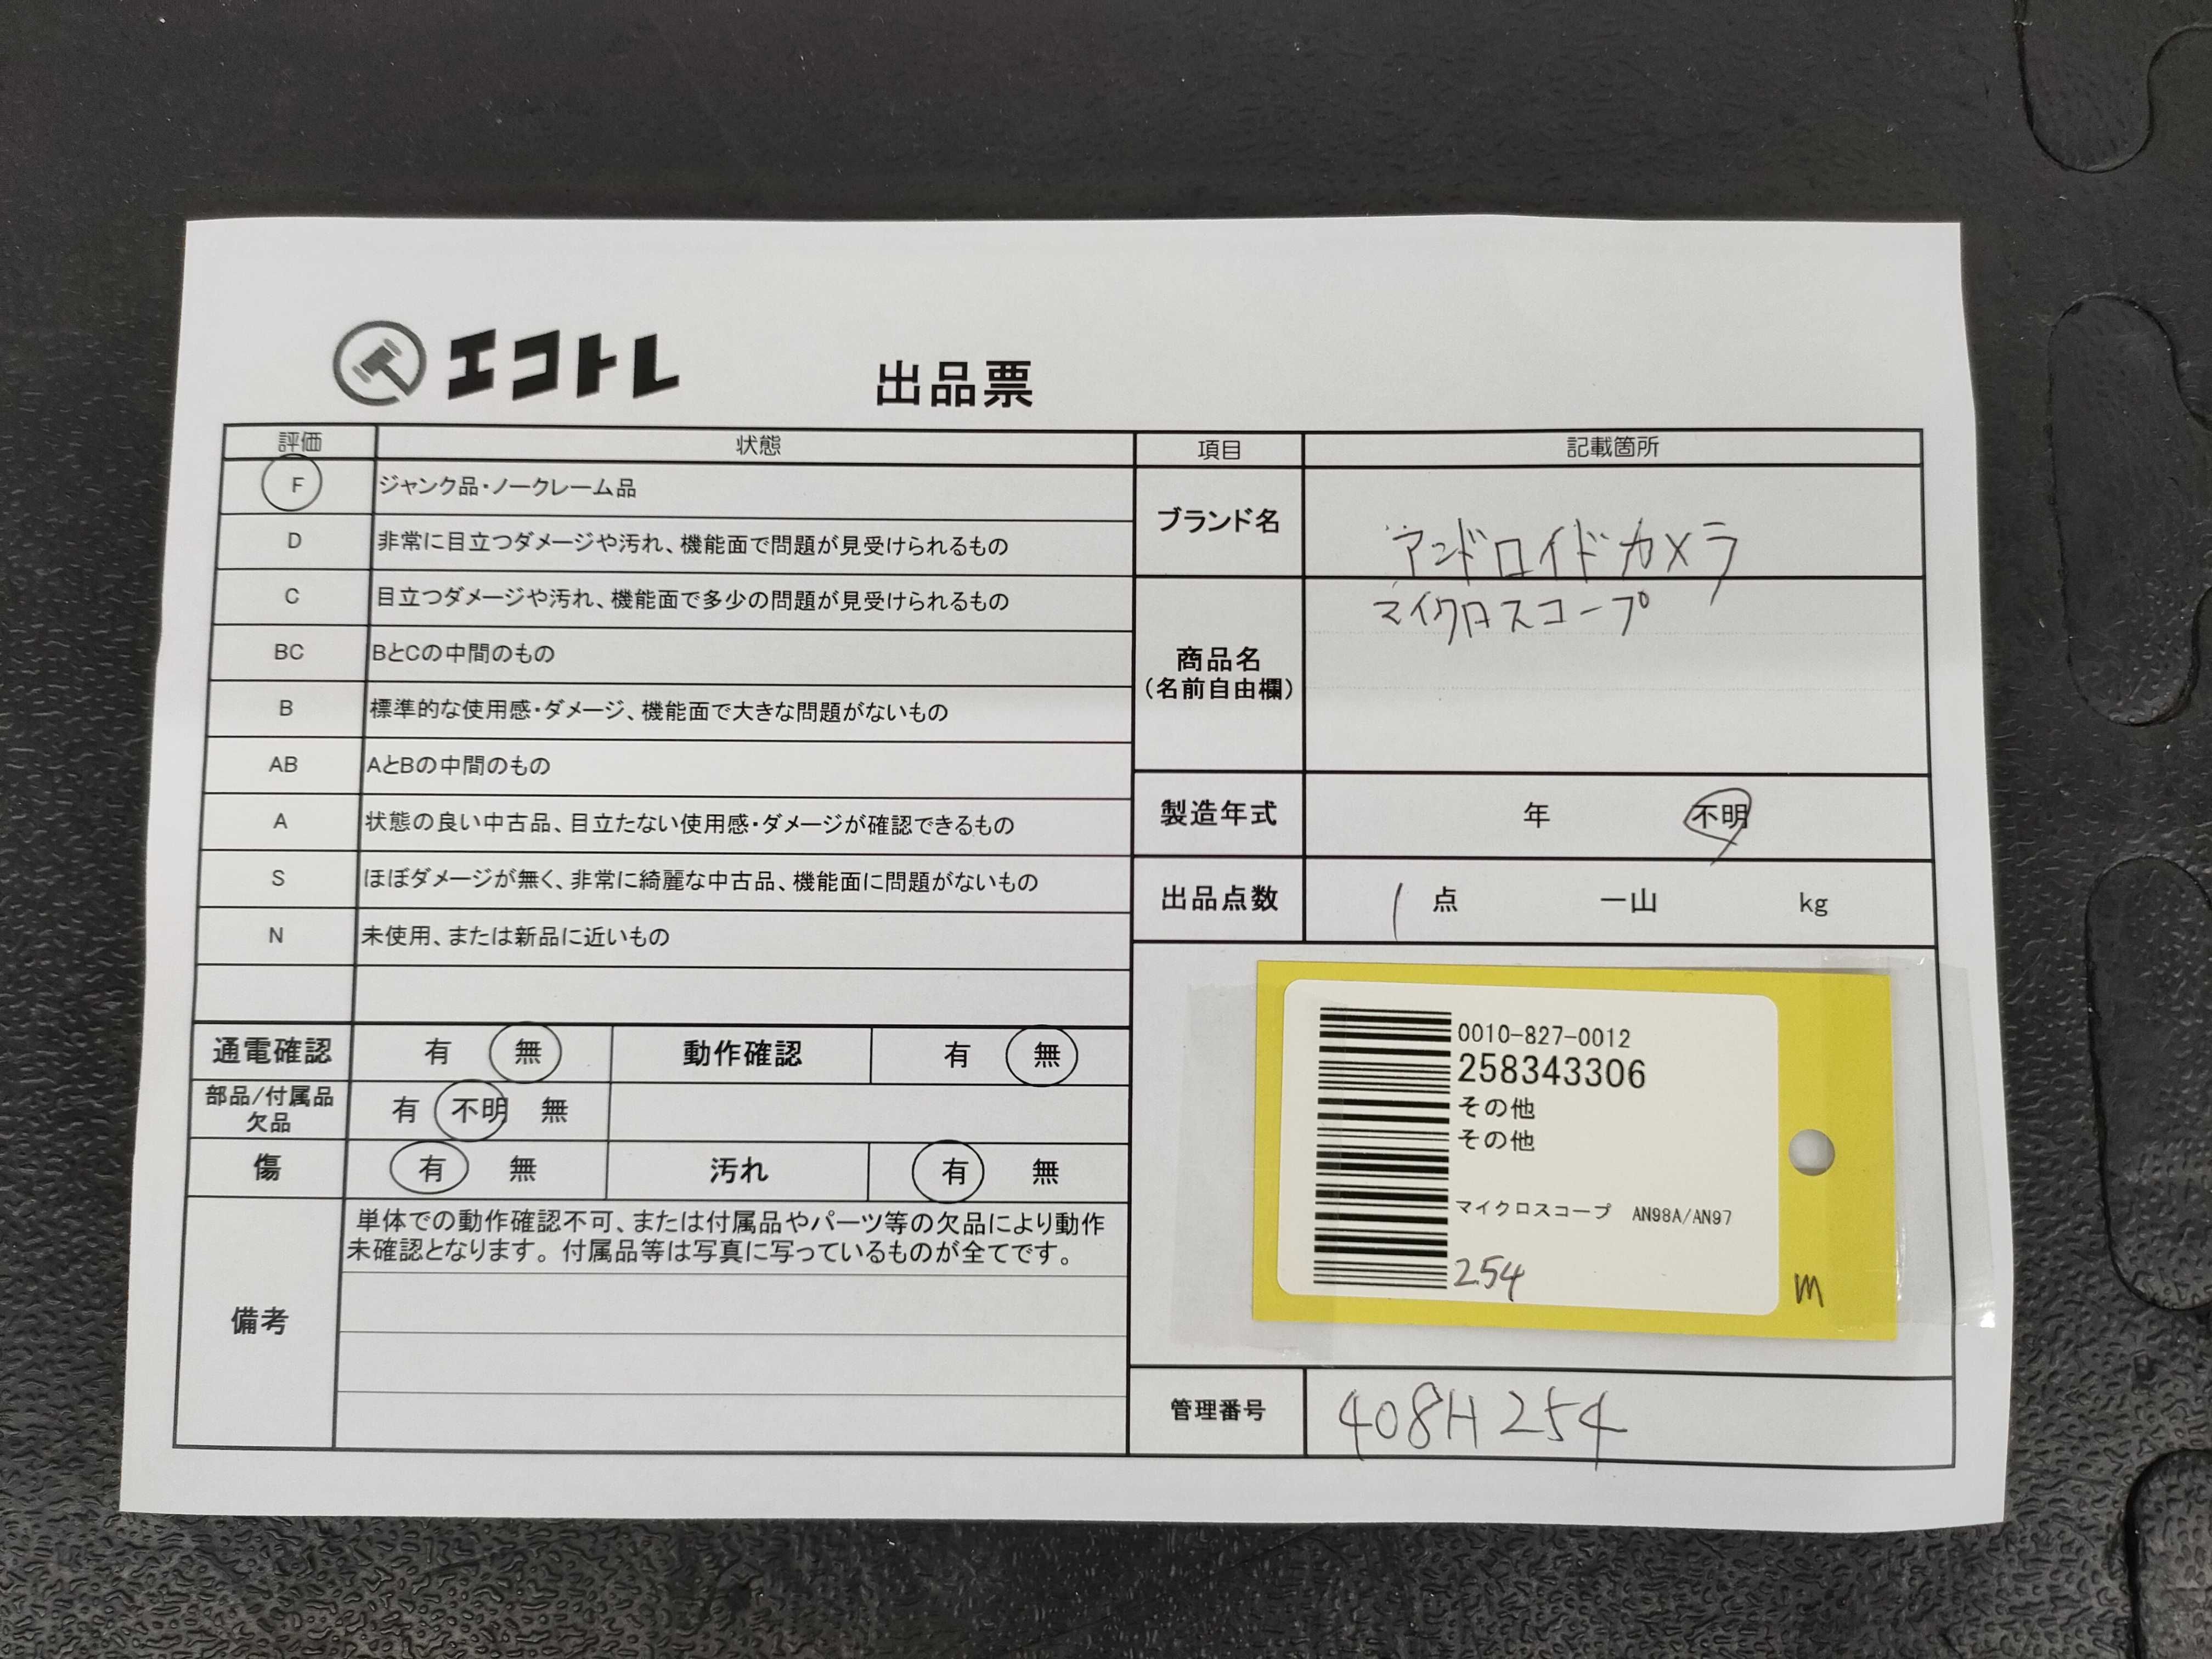 エコトレ
出品票
評価 状態
F ジャンク品・ノークレーム品
D 非常に目立つダメージや汚れ、機能面で問題が見受けられるもの
C 目立つダメージや汚れ、機能面で多少の問題が見受けられるもの
BC BとCの中間のもの
B 標準的な使用感・ダメージ、機能面で大きな問題がないもの
AB AとBの中間のもの
A 状態の良い中古品、目立たない使用感・ダメージが確認できるもの
S ほぼダメージが無く、非常に綺麗な中古品、機能面に問題がないもの
N 未使用、または新品に近いもの
通電確認 有 無 動作確認 有 無
部品/付属品
欠品 有 不明 無
傷 有 無 汚れ 有 無
備考
単体での動作確認不可、または付属品やパーツ等の欠品により動作
未確認となります。付属品等は写真に写っているものが全てです。
項目 記載箇所
ブランド名 アンドロイドカメラ
商品名
(名前自由欄)
マイクロスコープ
製造年式 年 不明
出品点数 1 点 一山 kg
0010-827-0012
258343306
その他
その他
マイクロスコープ AN98A/AN97
254
m
管理番号 408H254